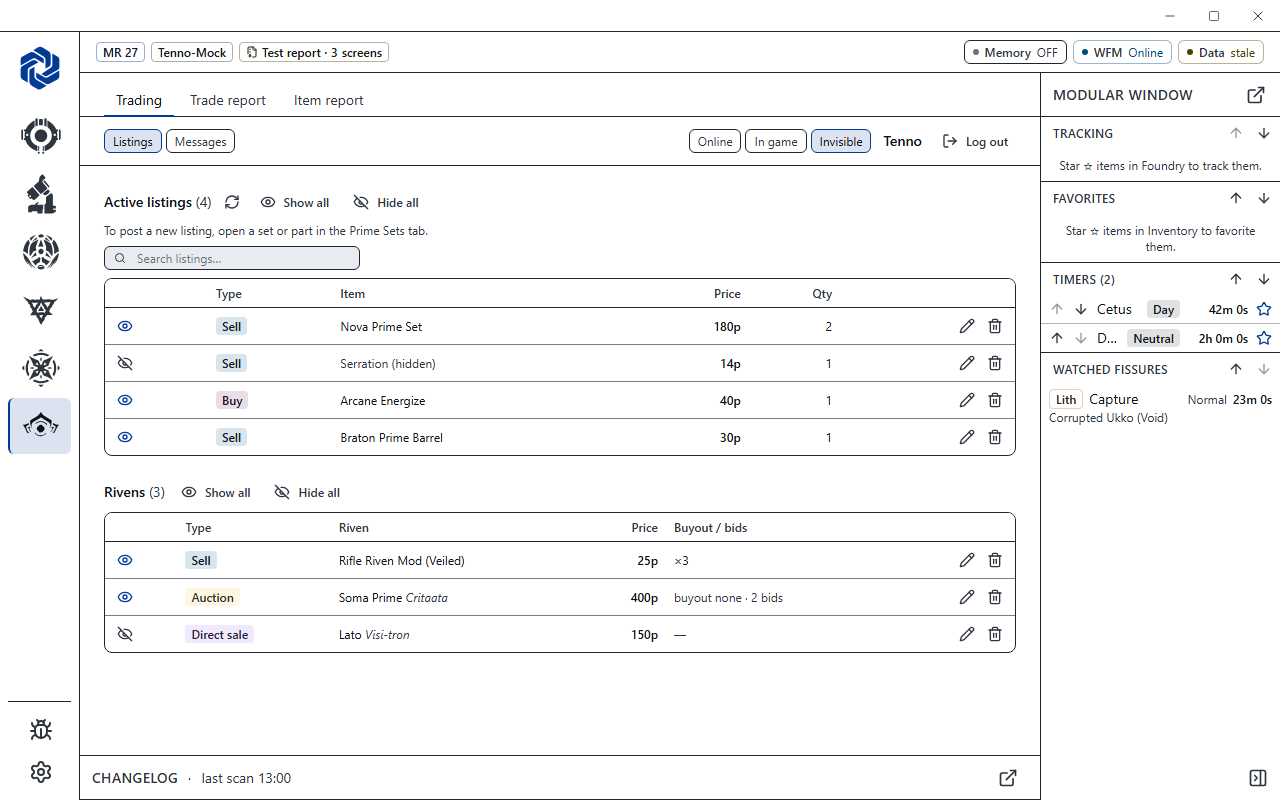 MR 27
Tenno-Mock
Test report · 3 screens
Memory OFF
WFM Online
Data stale
Trading
Trade report
Item report
Listings
Messages
Online
In game
Invisible
Tenno
Log out
Active listings (4)
Show all
Hide all
To post a new listing, open a set or part in the Prime Sets tab.
Search listings...
Type Item Price Qty
Sell Nova Prime Set 180p 2
Sell Serration (hidden) 14p 1
Buy Arcane Energize 40p 1
Sell Braton Prime Barrel 30p 1
Rivens (3)
Show all
Hide all
Type Riven Price Buyout / bids
Sell Rifle Riven Mod (Veiled) 25p ×3
Auction Soma Prime Critaata 400p buyout none · 2 bids
Direct sale Lato Visi-tron 150p —
CHANGELOG · last scan 13:00
MODULAR WINDOW
TRACKING
Star ☆ items in Foundry to track them.
FAVORITES
Star ☆ items in Inventory to favorite
them.
TIMERS (2)
Cetus Day 42m 0s
D... Neutral 2h 0m 0s
WATCHED FISSURES
Lith Capture Normal 23m 0s
Corrupted Ukko (Void)